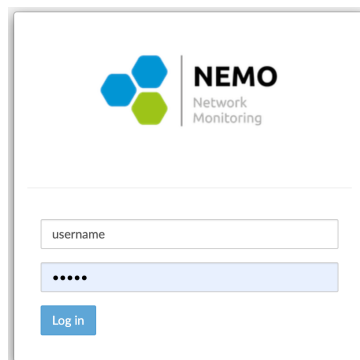 NEMO
Network
Monitoring
username
•••••
Log in